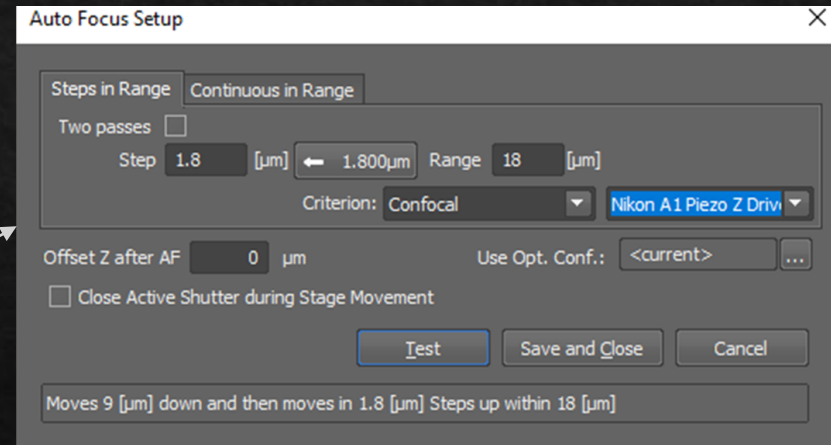 Auto Focus Setup
Steps in Range Continuous in Range
Two passes
Step 1.8 [µm] 1.800µm Range 18 [µm]
Criterion: Confocal Nikon A1 Piezo Z Driv
Offset Z after AF 0 µm Use Opt. Conf.: <current> ...
Close Active Shutter during Stage Movement
Test Save and Close Cancel
Moves 9 [µm] down and then moves in 1.8 [µm] Steps up within 18 [µm]